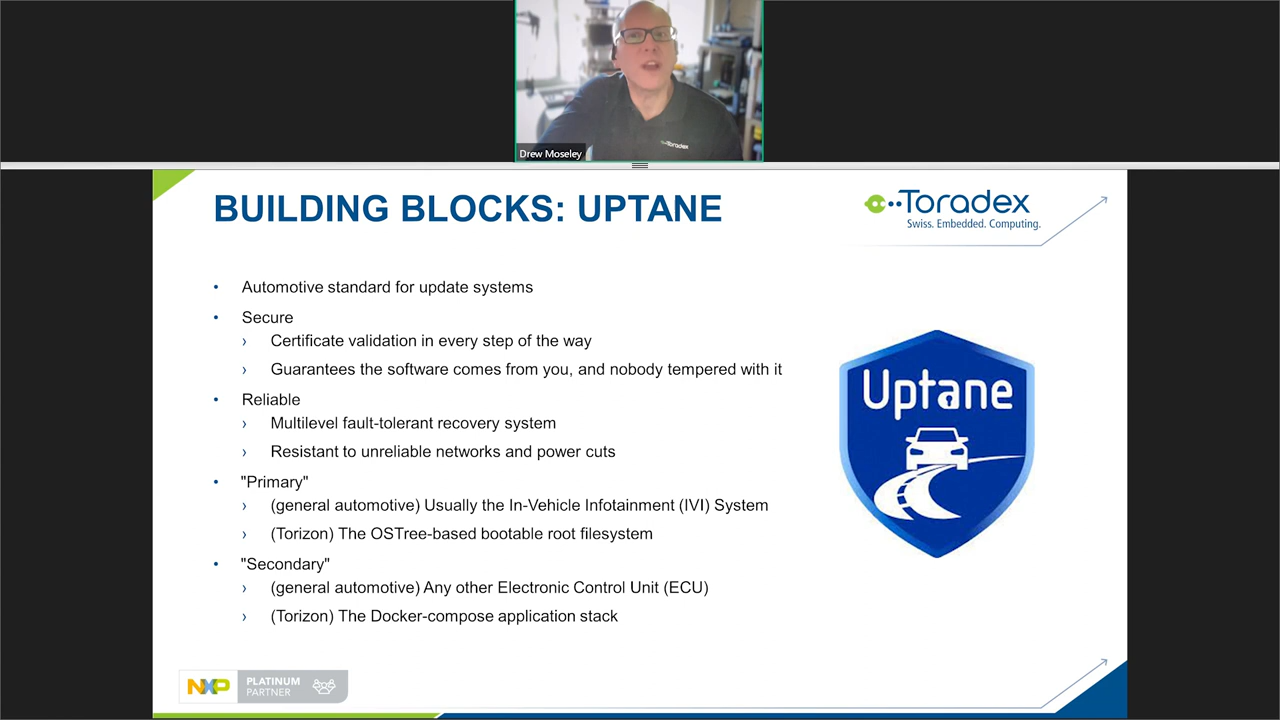 Toradex
Drew Moseley
BUILDING BLOCKS: UPTANE
Toradex
Swiss. Embedded. Computing.
• Automotive standard for update systems
• Secure
› Certificate validation in every step of the way
› Guarantees the software comes from you, and nobody tempered with it
• Reliable
› Multilevel fault-tolerant recovery system
› Resistant to unreliable networks and power cuts
• "Primary"
› (general automotive) Usually the In-Vehicle Infotainment (IVI) System
› (Torizon) The OSTree-based bootable root filesystem
• "Secondary"
› (general automotive) Any other Electronic Control Unit (ECU)
› (Torizon) The Docker-compose application stack
Uptane
NXP
PLATINUM
PARTNER